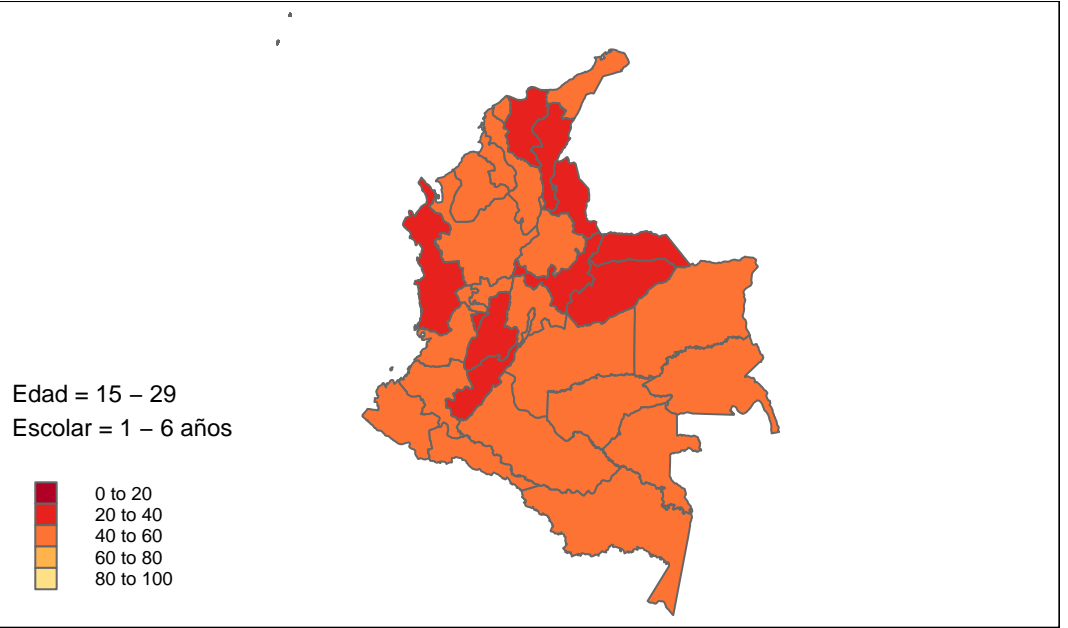 Edad = 15 − 29
Escolar = 1 − 6 años
0 to 20
20 to 40
40 to 60
60 to 80
80 to 100